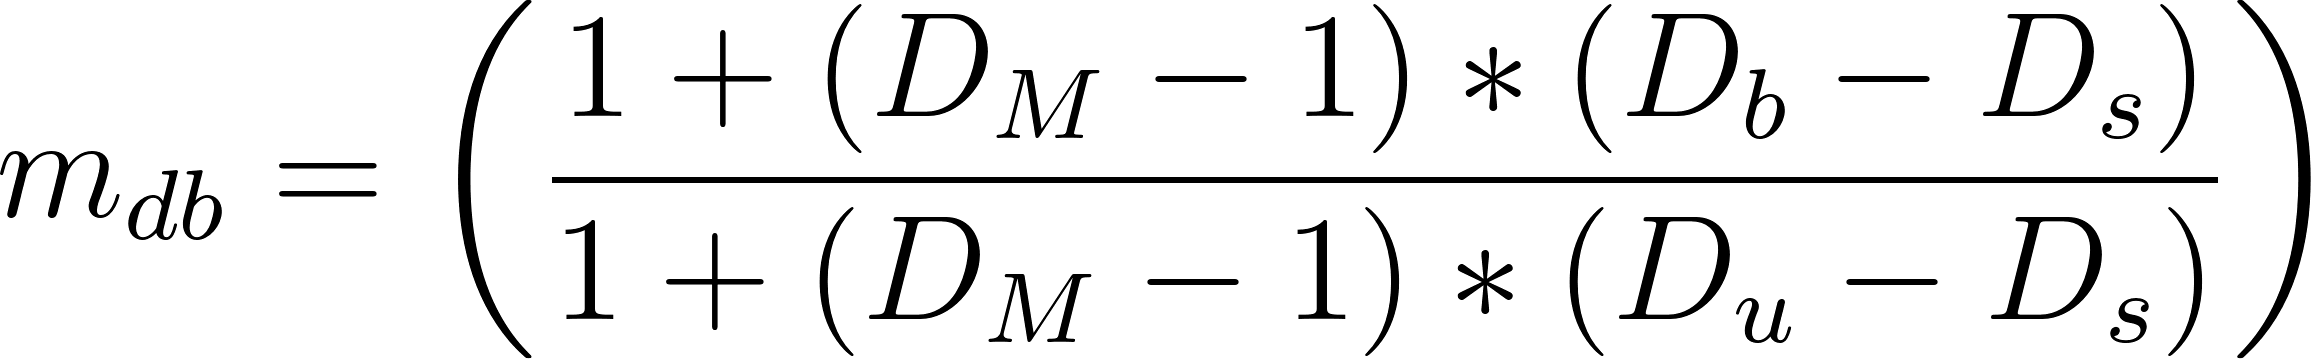 m_{db} = \left( \frac{1 + (D_M - 1) * (D_b - D_s)}{1 + (D_M - 1) * (D_u - D_s)} \right)